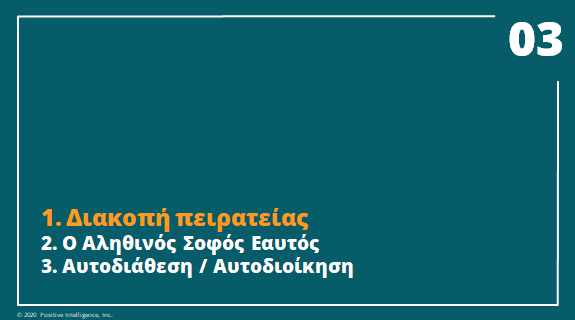 03
1. Διακοπή πειρατείας
2. Ο Αληθινός Σοφός Εαυτός
3. Αυτοδιάθεση / Αυτοδιοίκηση
© 2020 Positive Intelligence, Inc.